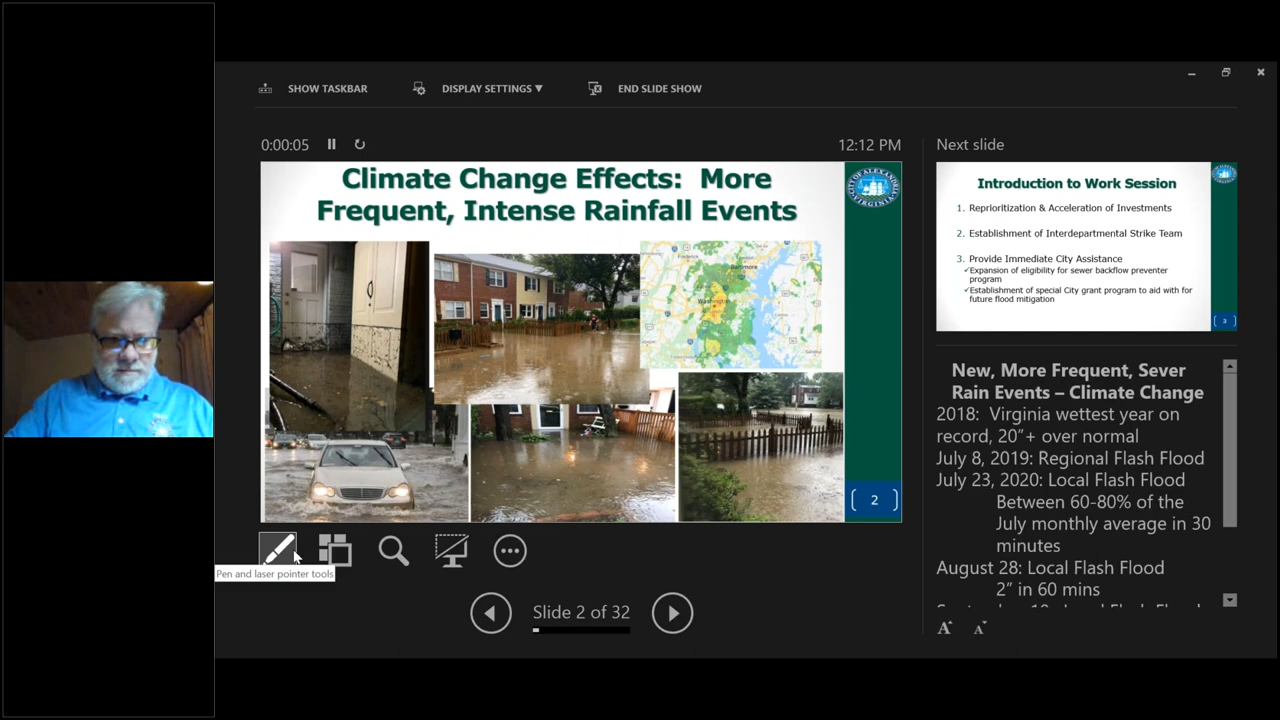 SHOW TASKBAR
DISPLAY SETTINGS ▼
END SLIDE SHOW
0:00:05
12:12 PM
Climate Change Effects: More
Frequent, Intense Rainfall Events
CITY OF ALEXANDRIA
VIRGINIA
Baltimore
Washington
2
Pen and laser pointer tools
Slide 2 of 32
Next slide
Introduction to Work Session
1. Reprioritization & Acceleration of Investments
2. Establishment of Interdepartmental Strike Team
3. Provide Immediate City Assistance
✓Expansion of eligibility for sewer backflow preventer
program
✓Establishment of special City grant program to aid with for
future flood mitigation
3
New, More Frequent, Sever
Rain Events – Climate Change
2018: Virginia wettest year on
record, 20”+ over normal
July 8, 2019: Regional Flash Flood
July 23, 2020: Local Flash Flood
Between 60-80% of the
July monthly average in 30
minutes
August 28: Local Flash Flood
2” in 60 mins
A A